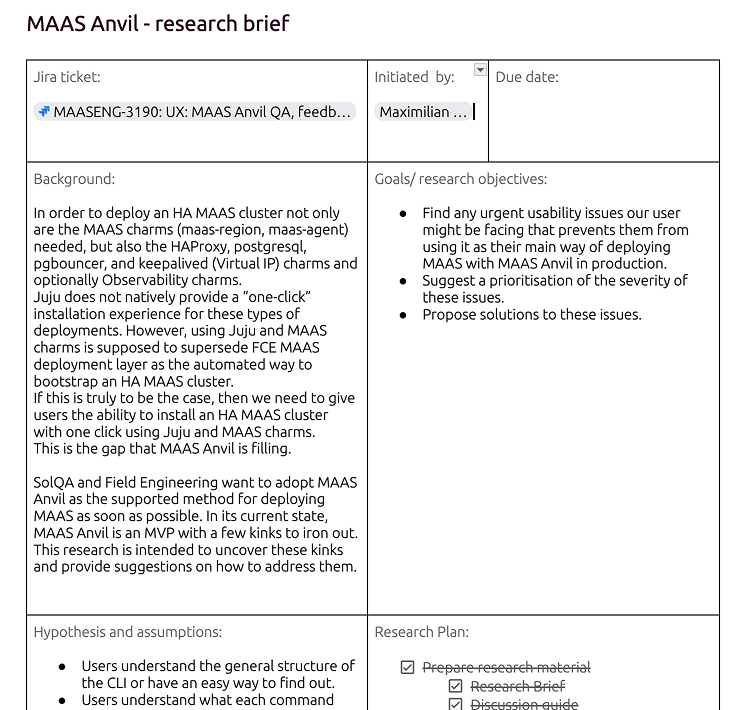 MAAS Anvil - research brief
Jira ticket:
MAASENG-3190: UX: MAAS Anvil QA, feedb...
Initiated by:
Maximilian ...
Due date:
Background:
In order to deploy an HA MAAS cluster not only
are the MAAS charms (maas-region, maas-agent)
needed, but also the HAProxy, postgresql,
pgbouncer, and keepalived (Virtual IP) charms and
optionally Observability charms.
Juju does not natively provide a “one-click”
installation experience for these types of
deployments. However, using Juju and MAAS
charms is supposed to supersede FCE MAAS
deployment layer as the automated way to
bootstrap an HA MAAS cluster.
If this is truly to be the case, then we need to give
users the ability to install an HA MAAS cluster
with one click using Juju and MAAS charms.
This is the gap that MAAS Anvil is filling.
SolQA and Field Engineering want to adopt MAAS
Anvil as the supported method for deploying
MAAS as soon as possible. In its current state,
MAAS Anvil is an MVP with a few kinks to iron out.
This research is intended to uncover these kinks
and provide suggestions on how to address them.
Goals/ research objectives:
● Find any urgent usability issues our user
might be facing that prevents them from
using it as their main way of deploying
MAAS with MAAS Anvil in production.
● Suggest a prioritisation of the severity of
these issues.
● Propose solutions to these issues.
Hypothesis and assumptions:
● Users understand the general structure of
the CLI or have an easy way to find out.
● Users understand what each command
Research Plan:
Prepare research material
Research Brief
Discussion guide